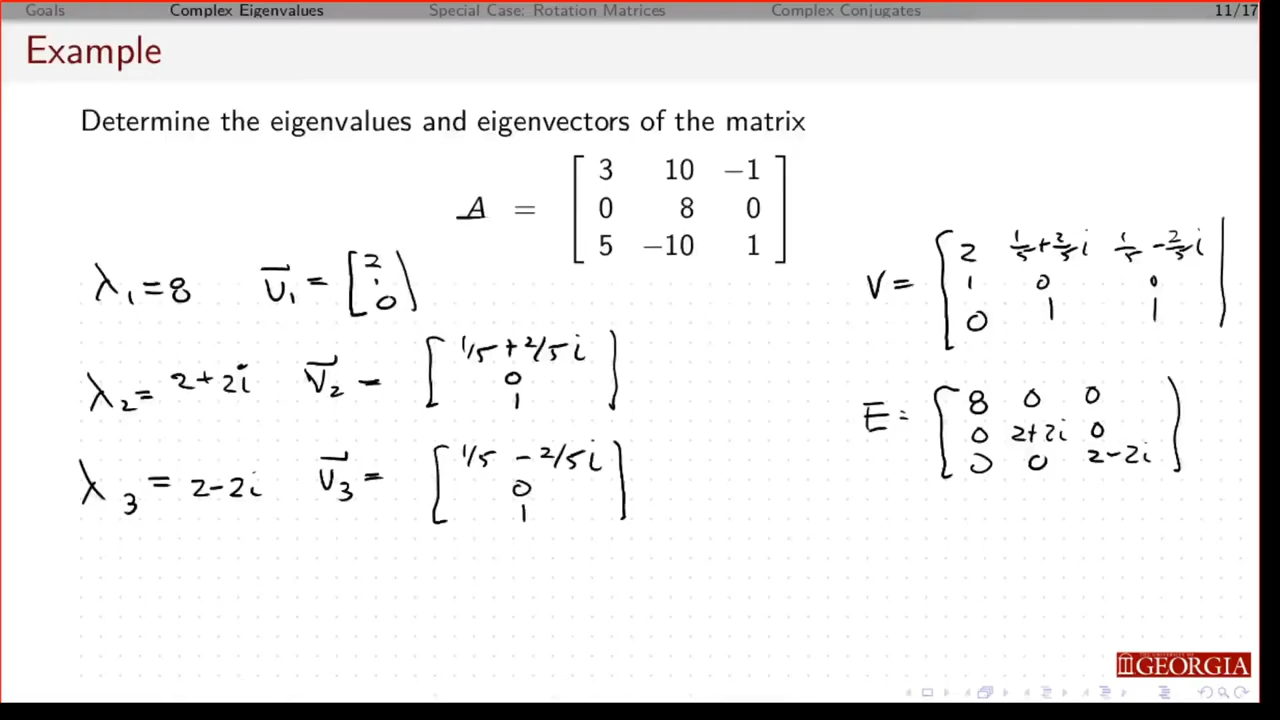 Goals Complex Eigenvalues Special Case: Rotation Matrices Complex Conjugates 11/17
Example
Determine the eigenvalues and eigenvectors of the matrix
A = [ 3 10 −1
0 8 0
5 −10 1 ]
λ₁ = 8 v⃗₁ = [ 2
1
0 ]
λ₂ = 2+2i v⃗₂ = [ 1/5 + 2/5 i
0
1 ]
λ₃ = 2−2i v⃗₃ = [ 1/5 − 2/5 i
0
1 ]
V = [ 2 1/5+2/5 i 1/5 −2/5 i
1 0 0
0 1 1 ]
E = [ 8 0 0
0 2+2i 0
0 0 2−2i ]
GEORGIA